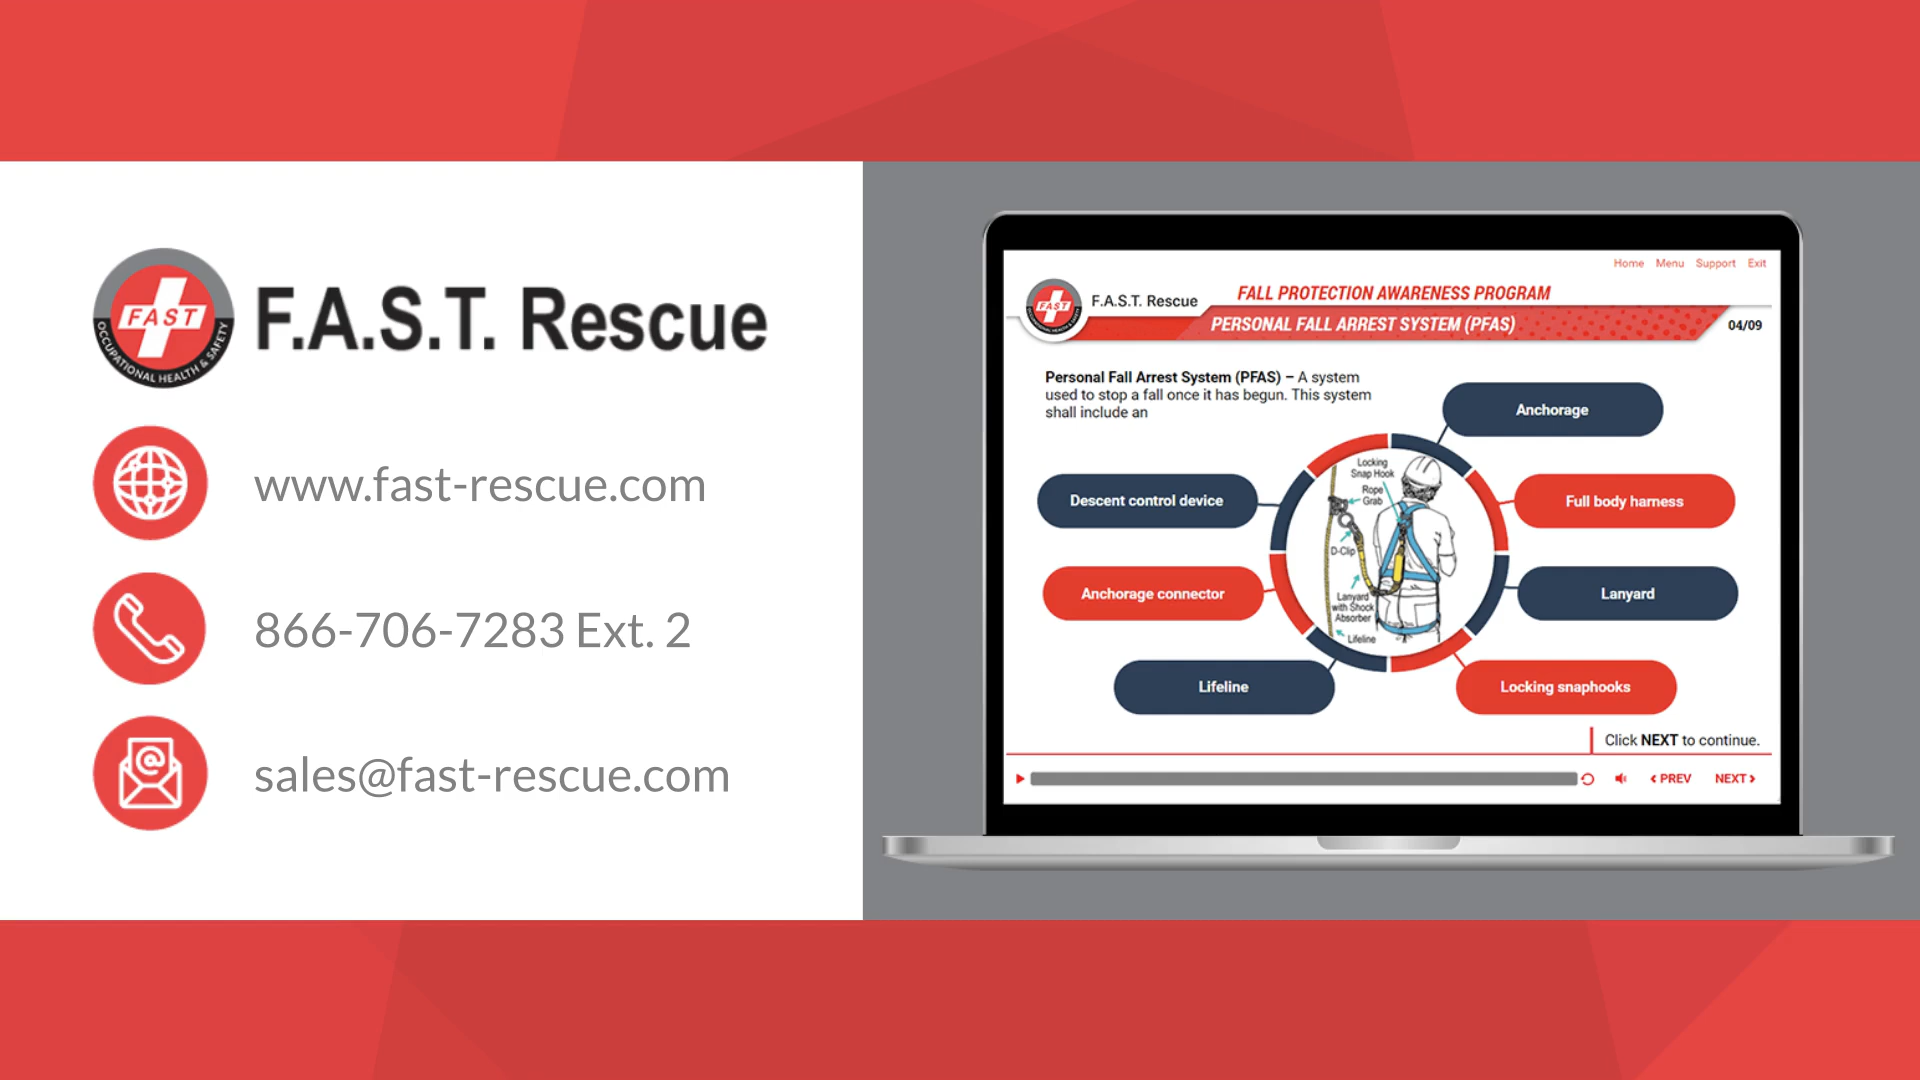 FAST
OCCUPATIONAL HEALTH & SAFETY
F.A.S.T. Rescue
www.fast-rescue.com
866-706-7283 Ext. 2
sales@fast-rescue.com
Home Menu Support Exit
FAST
F.A.S.T. Rescue
FALL PROTECTION AWARENESS PROGRAM
PERSONAL FALL ARREST SYSTEM (PFAS)
04/09
Personal Fall Arrest System (PFAS) – A system
used to stop a fall once it has begun. This system
shall include an
Anchorage
Full body harness
Lanyard
Locking snaphooks
Lifeline
Anchorage connector
Descent control device
Locking
Snap Hook
Rope
Grab
D-Clip
Lanyard
with Shock
Absorber
Lifeline
Click NEXT to continue.
PREV
NEXT